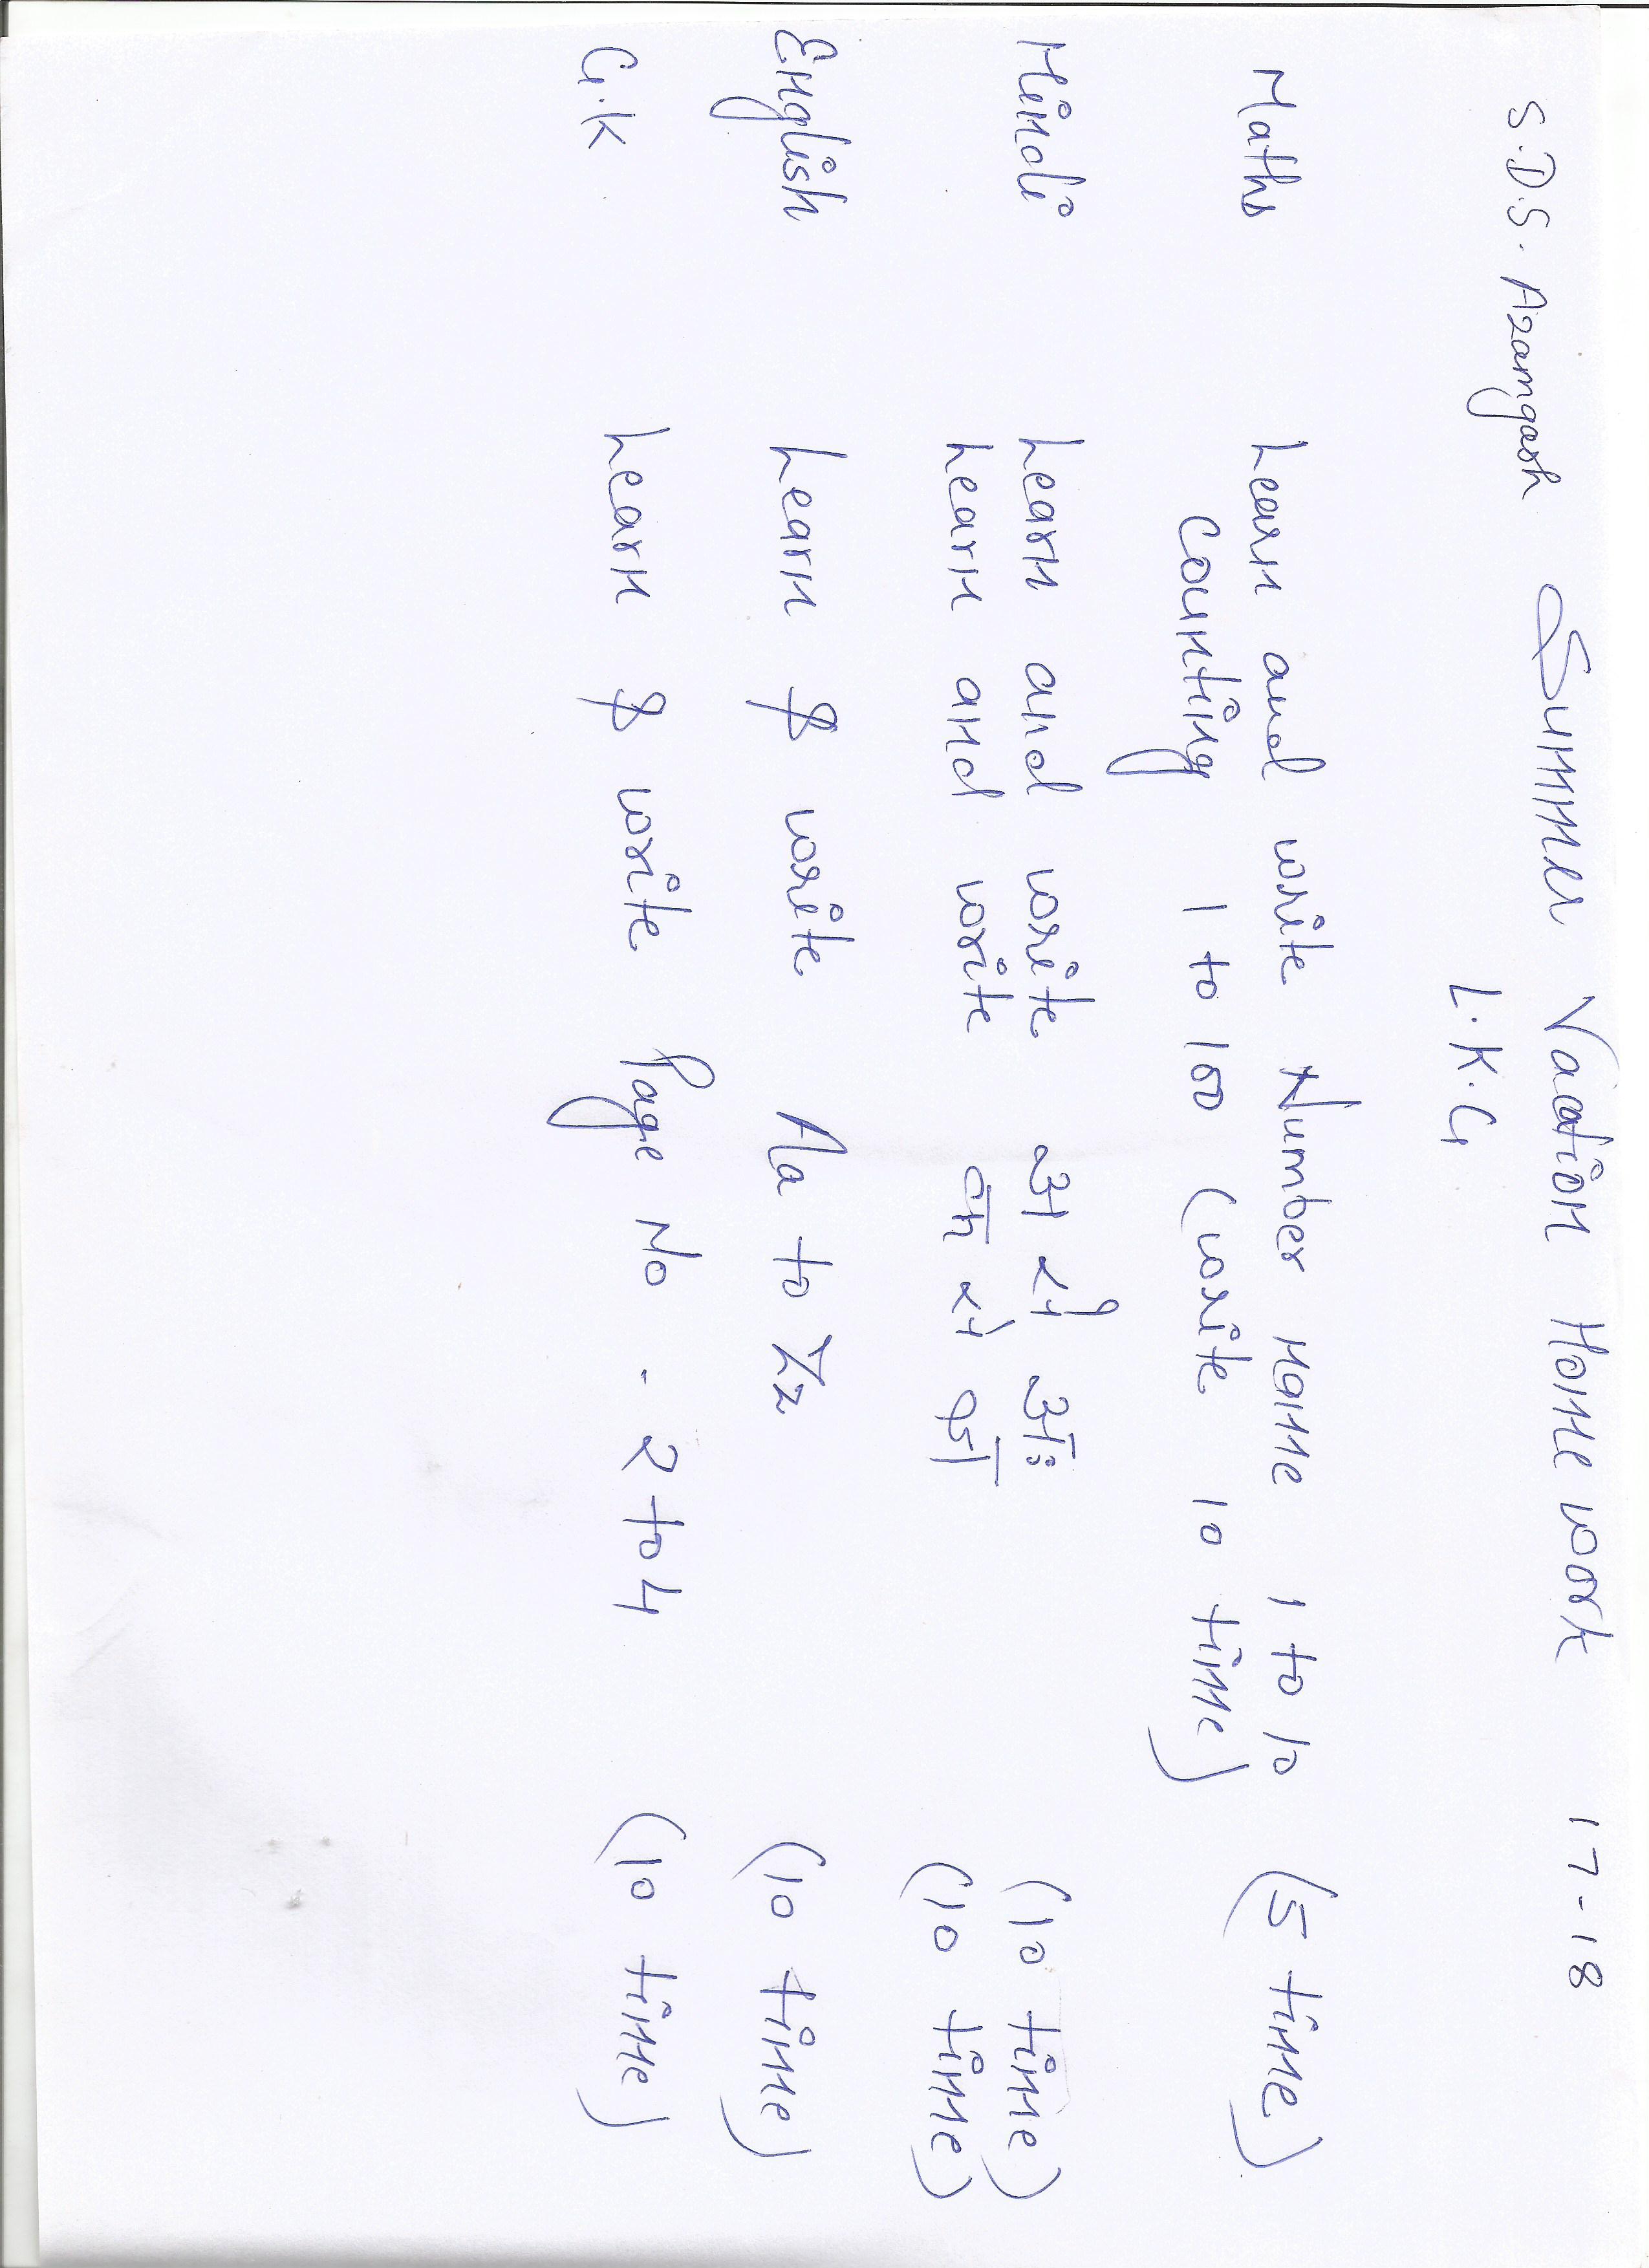 S.D.S. Azamgarh Summer Vacation Home work 17-18
L.K.G
Maths Learn and write Number name 1 to 10 (5 time)
Counting 1 to 100 (write 10 time)
Hindi Learn and write अ से अः (10 time)
Learn and write क से ज्ञ (10 time)
English Learn & write Aa to Zz (10 time)
G.K Learn & write Page No - 2 to 4 (10 time)